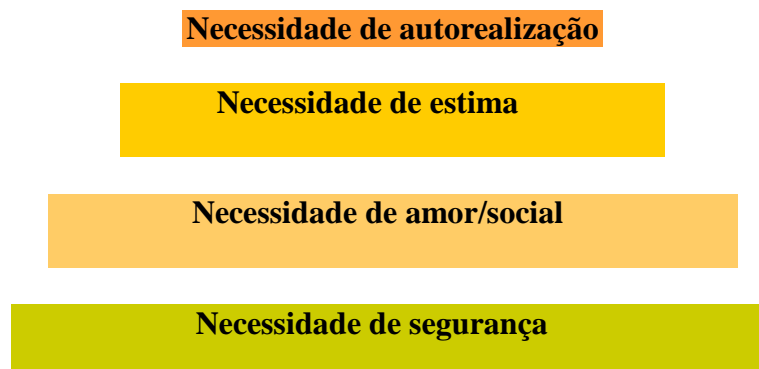 Necessidade de autorealização
Necessidade de estima
Necessidade de amor/social
Necessidade de segurança